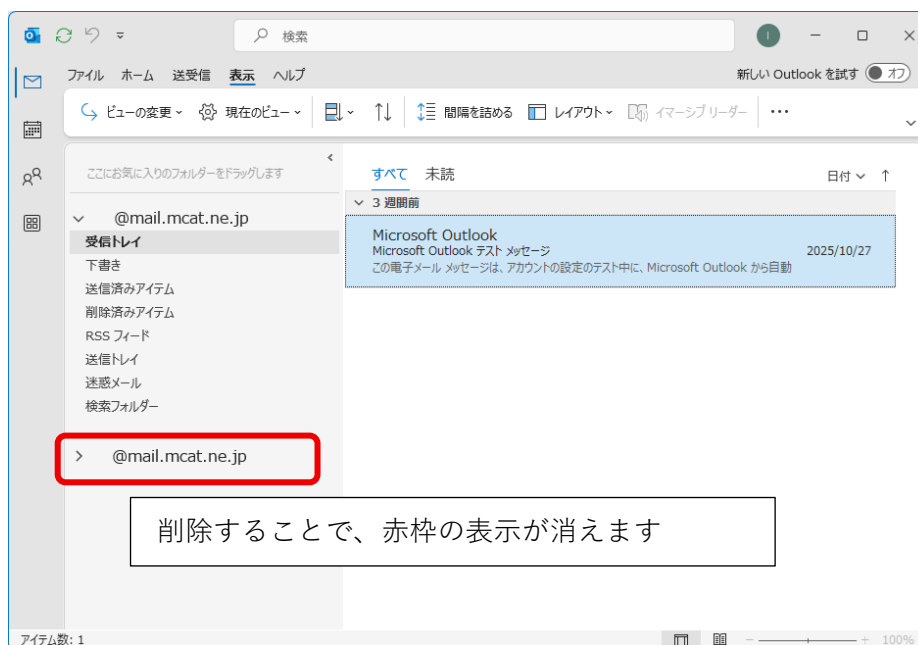 検索
I
ファイル ホーム 送受信 表示 ヘルプ
新しい Outlook を試す オフ
ビューの変更 現在のビュー 間隔を詰める レイアウト イマーシブ リーダー ...
ここにお気に入りのフォルダーをドラッグします
@mail.mcat.ne.jp
受信トレイ
下書き
送信済みアイテム
削除済みアイテム
RSS フィード
送信トレイ
迷惑メール
検索フォルダー
@mail.mcat.ne.jp
すべて 未読
日付
3 週間前
Microsoft Outlook
Microsoft Outlook テスト メッセージ 2025/10/27
この電子メール メッセージは、アカウントの設定のテスト中に、Microsoft Outlook から自動
削除することで、赤枠の表示が消えます
アイテム数: 1
100%